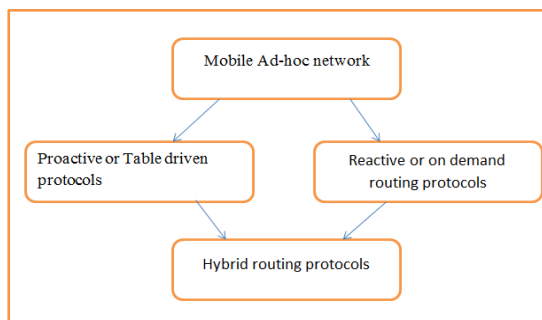 Mobile Ad-hoc network
Proactive or Table driven
protocols
Reactive or on demand
routing protocols
Hybrid routing protocols